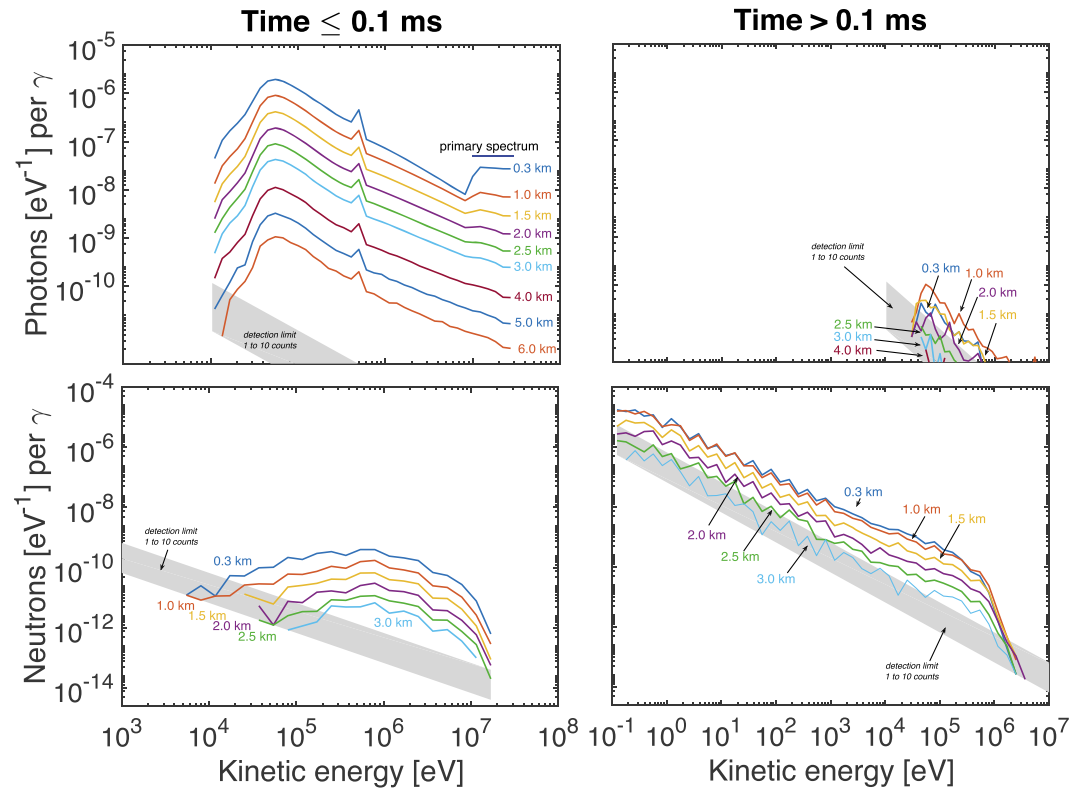 Time ≤ 0.1 ms
Time > 0.1 ms
Photons [eV⁻¹] per γ
10⁻⁵
10⁻⁶
10⁻⁷
10⁻⁸
10⁻⁹
10⁻¹⁰
primary spectrum
0.3 km
1.0 km
1.5 km
2.0 km
2.5 km
3.0 km
4.0 km
5.0 km
6.0 km
detection limit
1 to 10 counts
detection limit
1 to 10 counts
0.3 km
1.0 km
2.0 km
1.5 km
2.5 km
3.0 km
4.0 km
Neutrons [eV⁻¹] per γ
10⁻⁴
10⁻⁶
10⁻⁸
10⁻¹⁰
10⁻¹²
10⁻¹⁴
detection limit
1 to 10 counts
0.3 km
1.0 km
1.5 km
2.0 km
2.5 km
3.0 km
10³
10⁴
10⁵
10⁶
10⁷
10⁸
Kinetic energy [eV]
0.3 km
1.0 km
1.5 km
2.0 km
2.5 km
3.0 km
detection limit
1 to 10 counts
10⁻¹
10⁰
10¹
10²
10³
10⁴
10⁵
10⁶
10⁷
Kinetic energy [eV]